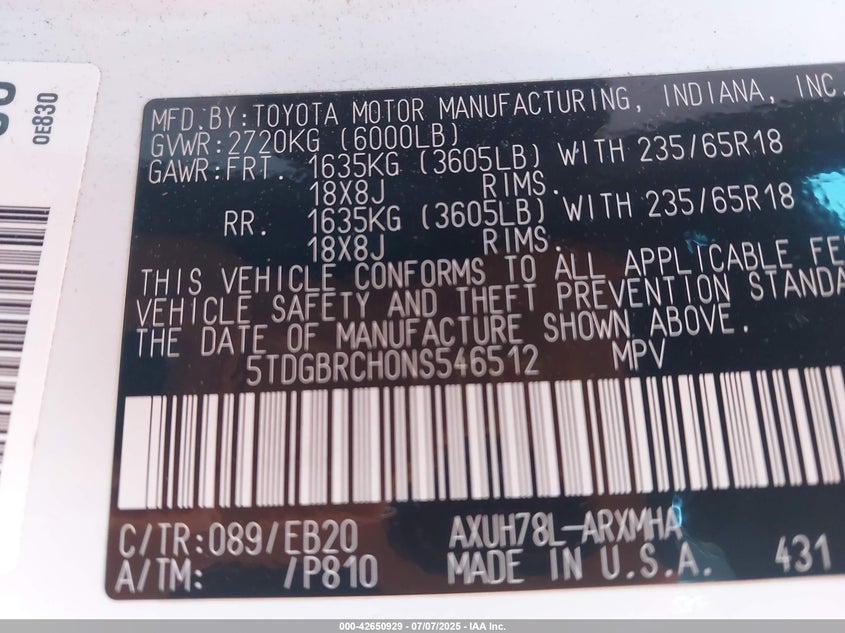 0E830
MFD.BY:TOYOTA MOTOR MANUFACTURING, INDIANA, INC.
GVWR:2720KG (6000LB)
GAWR:FRT. 1635KG (3605LB) WITH 235/65R18
18X8J RIMS.
RR. 1635KG (3605LB) WITH 235/65R18
18X8J RIMS.
THIS VEHICLE CONFORMS TO ALL APPLICABLE FE
VEHICLE SAFETY AND THEFT PREVENTION STANDA
THE DATE OF MANUFACTURE SHOWN ABOVE.
5TDGBRCH0NS546512 MPV
C/TR:089/EB20 AXUH78L-ARXMHA
A/TM: /P810 MADE IN U.S.A. 431
000-42650929 - 07/07/2025 - IAA Inc.